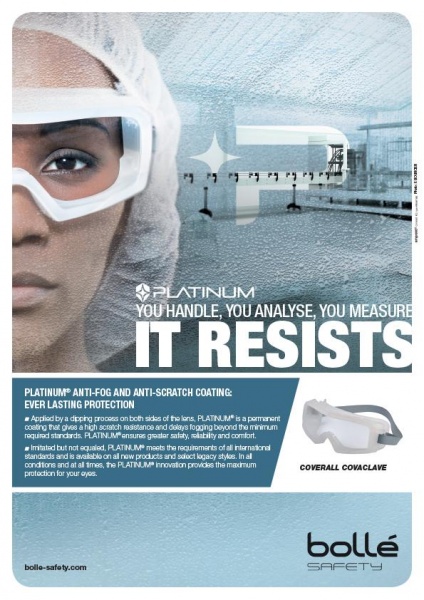 PLATINUM
YOU HANDLE, YOU ANALYSE, YOU MEASURE
IT RESISTS
PLATINUM® ANTI-FOG AND ANTI-SCRATCH COATING:
EVER LASTING PROTECTION
Applied by a dipping process on both sides of the lens, PLATINUM® is a permanent
coating that gives a high scratch resistance and delays fogging beyond the minimum
required standards. PLATINUM® ensures greater safety, reliability and comfort.
Imitated but not equaled, PLATINUM® meets the requirements of all international
standards and is available on all new products and select legacy styles. In all
conditions and at all times, the PLATINUM® innovation provides the maximum
protection for your eyes.
COVERALL COVACLAVE
bolle-safety.com
bollé
SAFETY